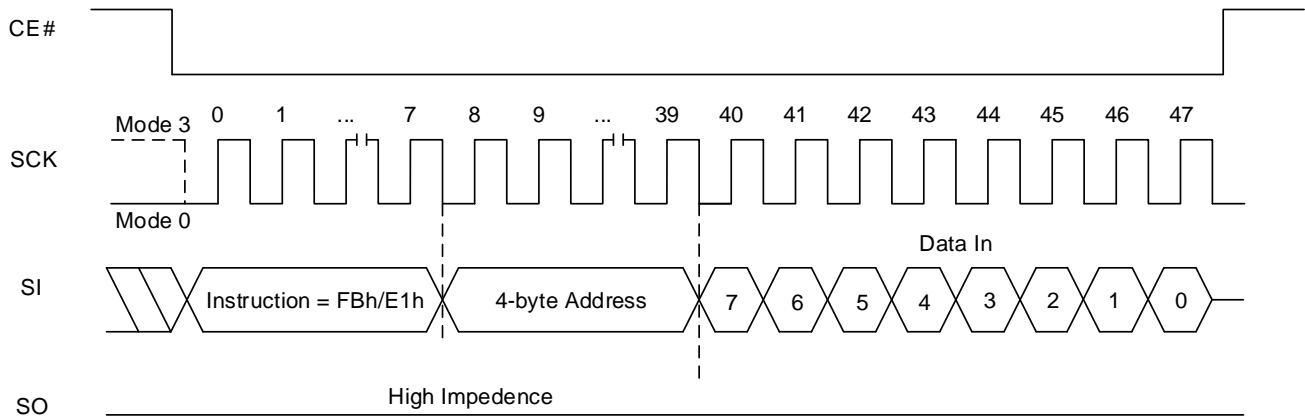 CE#
0 1 ... 7 8 9 ... 39 40 41 42 43 44 45 46 47
Mode 3
SCK
Mode 0
Data In
SI
Instruction = FBh/E1h 4-byte Address 7 6 5 4 3 2 1 0
High Impedence
SO